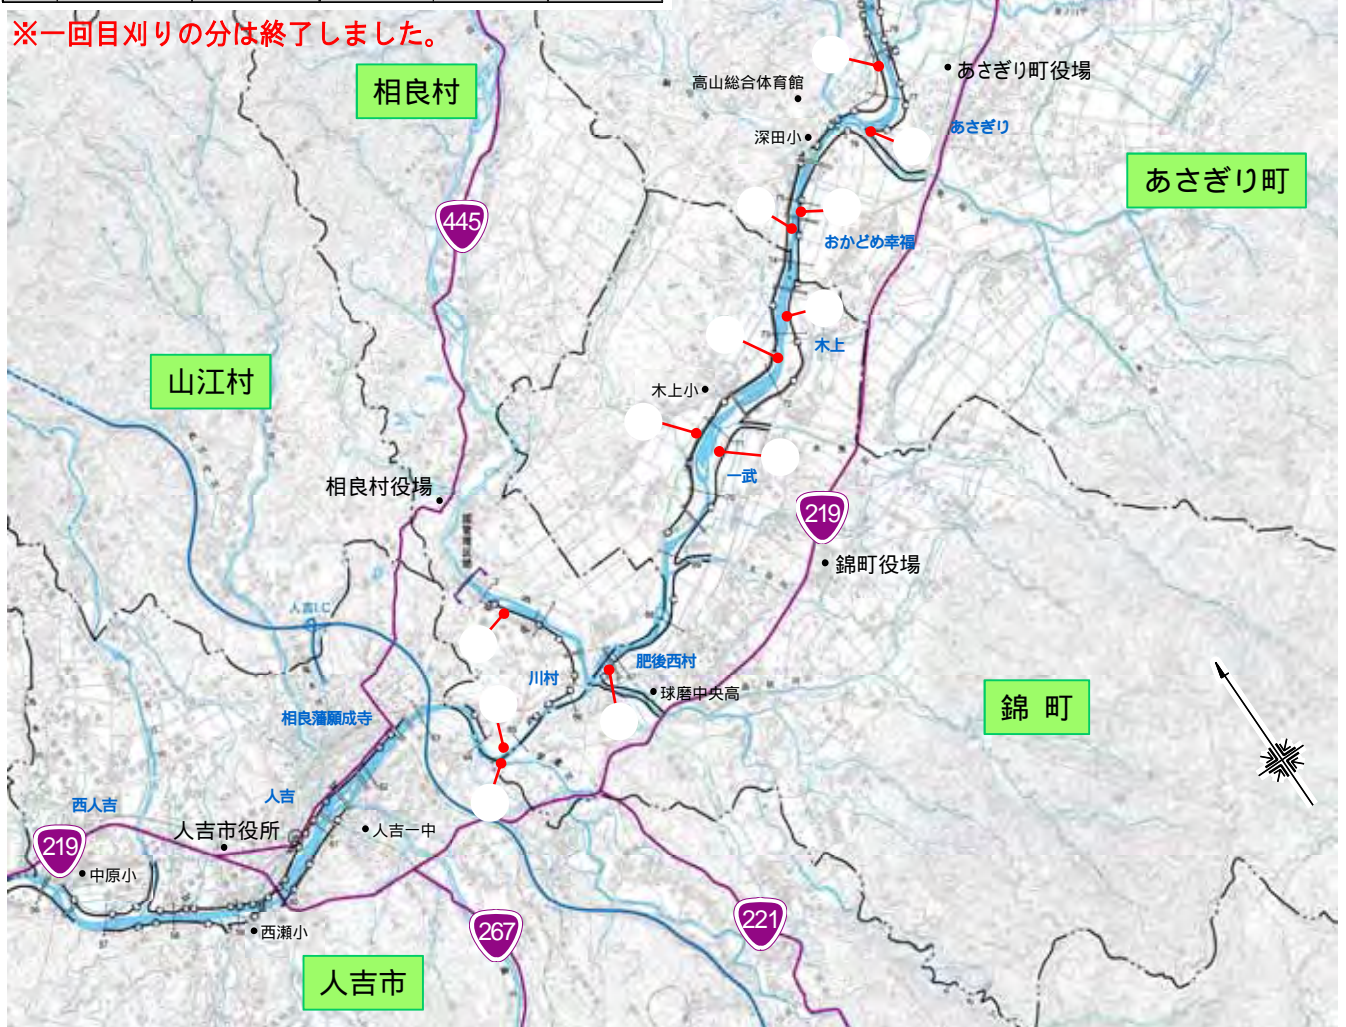 ※一回目刈りの分は終了しました。
相良村
高山総合体育館
あさぎり町役場
深田小
あさぎり
あさぎり町
445
おかどめ幸福
木上
山江村
木上小
一武
相良村役場
219
錦町役場
人吉I.C
肥後西村
川村
球磨中央高
錦 町
相良藩願成寺
西人吉
人吉
人吉市役所
人吉一中
219
中原小
西瀬小
267
221
人吉市